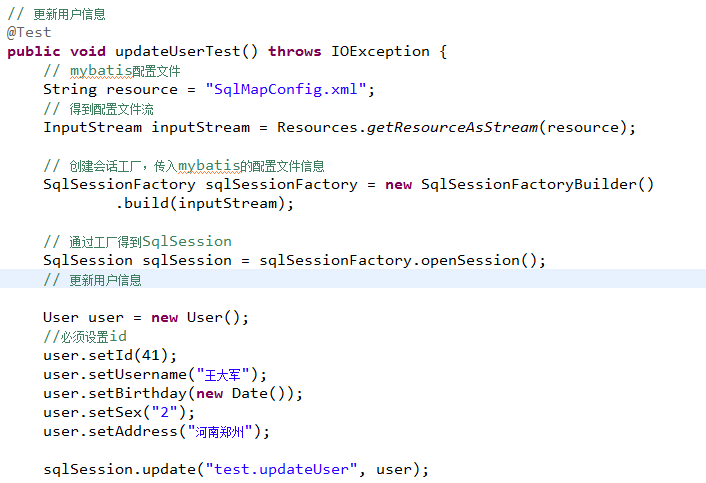 // 更新用户信息
@Test
public void updateUserTest() throws IOException {
// mybatis配置文件
String resource = "SqlMapConfig.xml";
// 得到配置文件流
InputStream inputStream = Resources.getResourceAsStream(resource);
// 创建会话工厂，传入mybatis的配置文件信息
SqlSessionFactory sqlSessionFactory = new SqlSessionFactoryBuilder()
.build(inputStream);
// 通过工厂得到SqlSession
SqlSession sqlSession = sqlSessionFactory.openSession();
// 更新用户信息
User user = new User();
//必须设置id
user.setId(41);
user.setUsername("王大军");
user.setBirthday(new Date());
user.setSex("2");
user.setAddress("河南郑州");
sqlSession.update("test.updateUser", user);